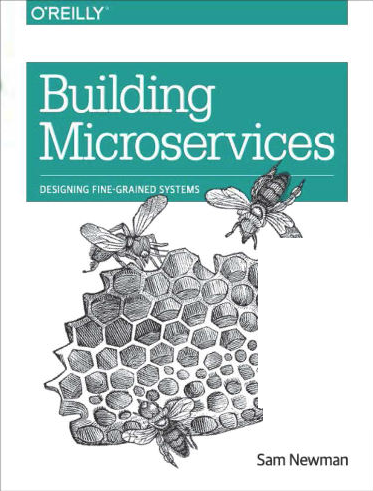 O'REILLY®
Building
Microservices
DESIGNING FINE-GRAINED SYSTEMS
Sam Newman